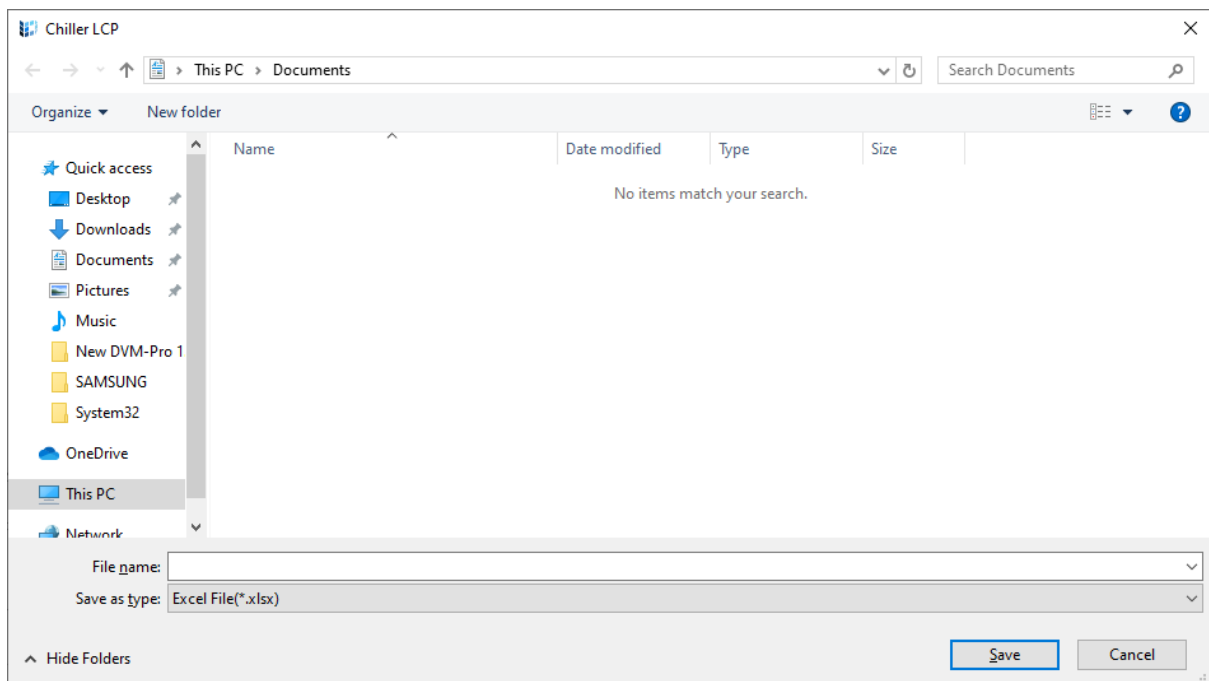 Chiller LCP
This PC > Documents
Search Documents
Organize
New folder
Name
Date modified
Type
Size
No items match your search.
Quick access
Desktop
Downloads
Documents
Pictures
Music
New DVM-Pro 1
SAMSUNG
System32
OneDrive
This PC
Network
File name:
Save as type: Excel File(*.xlsx)
Hide Folders
Save
Cancel